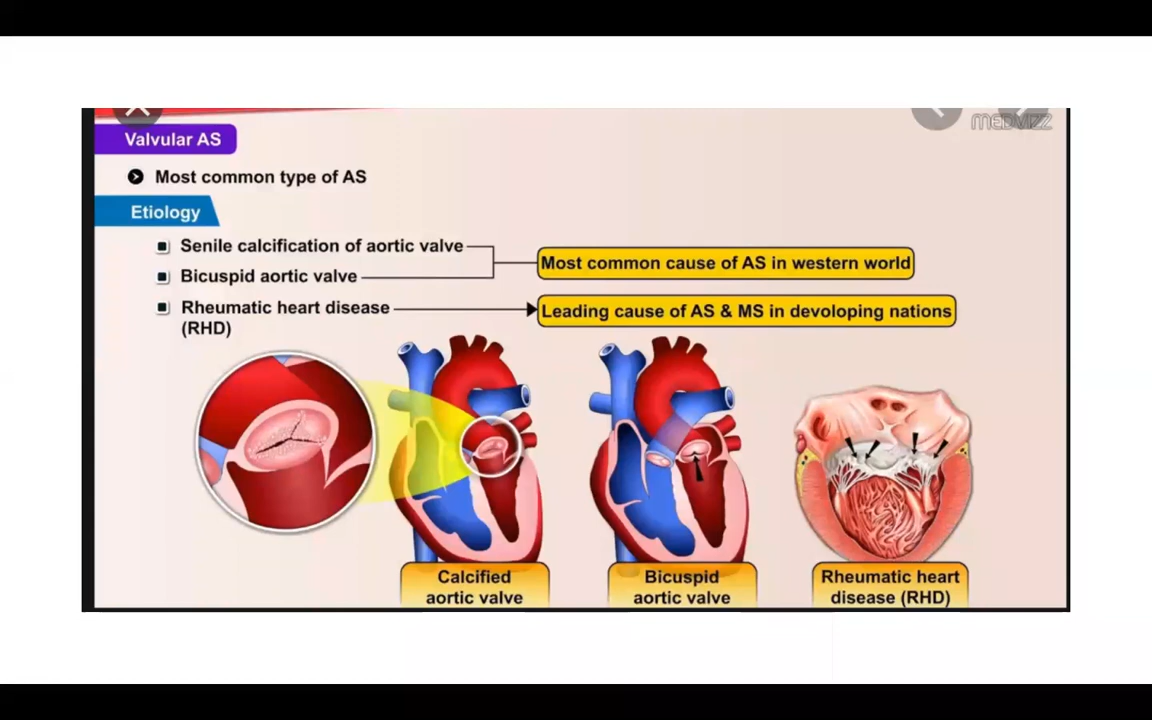 MEDVIZZ
Valvular AS
Most common type of AS
Etiology
Senile calcification of aortic valve
Most common cause of AS in western world
Bicuspid aortic valve
Rheumatic heart disease
(RHD)
Leading cause of AS & MS in devoloping nations
Calcified
aortic valve
Bicuspid
aortic valve
Rheumatic heart
disease (RHD)